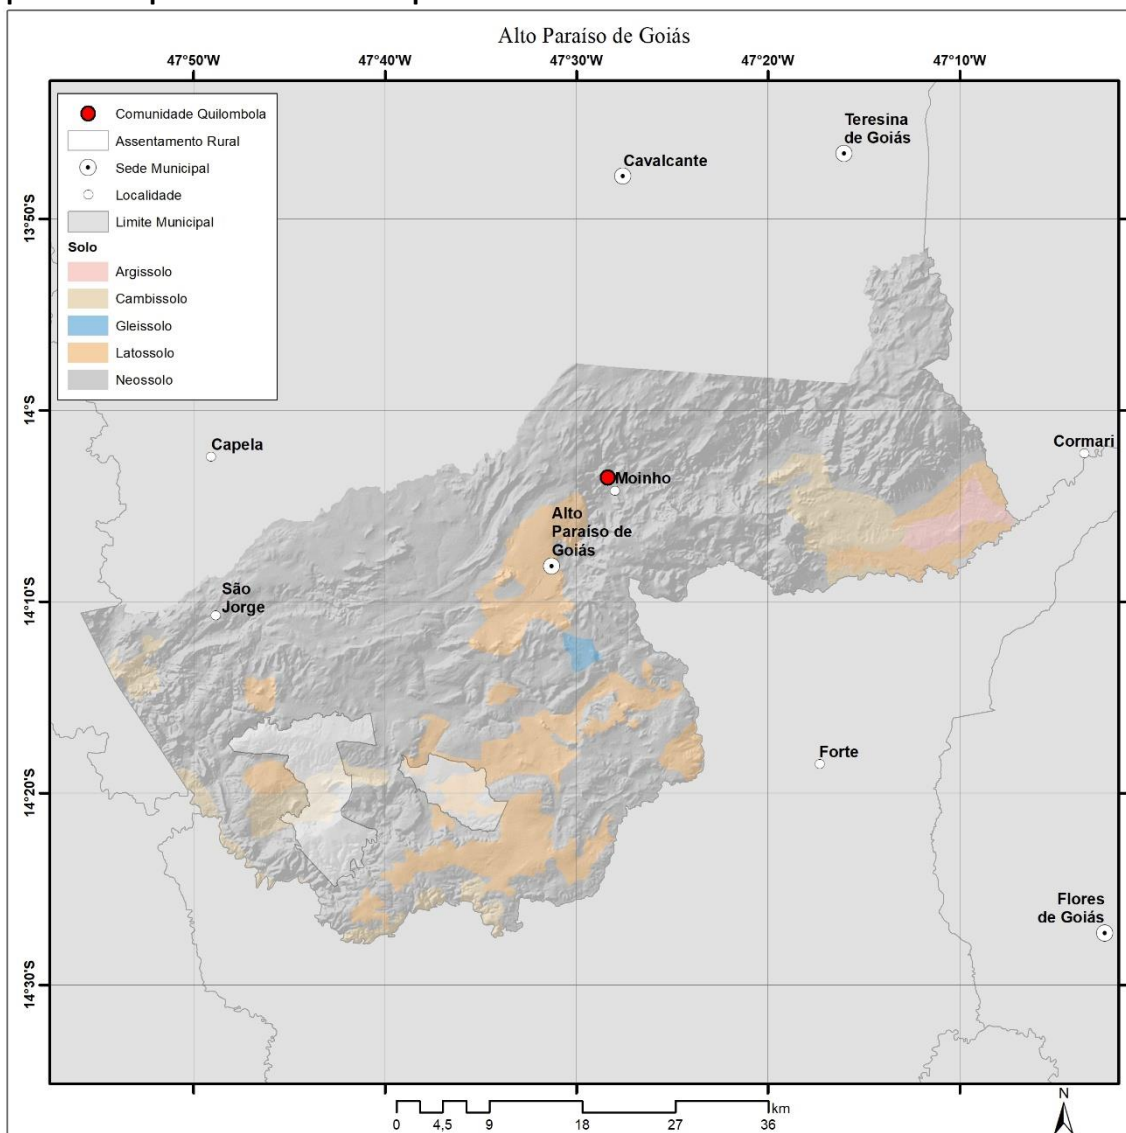 Alto Paraíso de Goiás
47°50'W 47°40'W 47°30'W 47°20'W 47°10'W
Comunidade Quilombola
Assentamento Rural
Sede Municipal
Localidade
Limite Municipal
Solo
Argissolo
Cambissolo
Gleissolo
Latossolo
Neossolo
Teresina
de Goiás
Cavalcante
13°50'S
14°S
Capela
Cormari
Moinho
Alto
Paraíso de
Goiás
São
Jorge
14°10'S
Forte
14°20'S
Flores
de Goiás
14°30'S
km
0 4,5 9 18 27 36
N